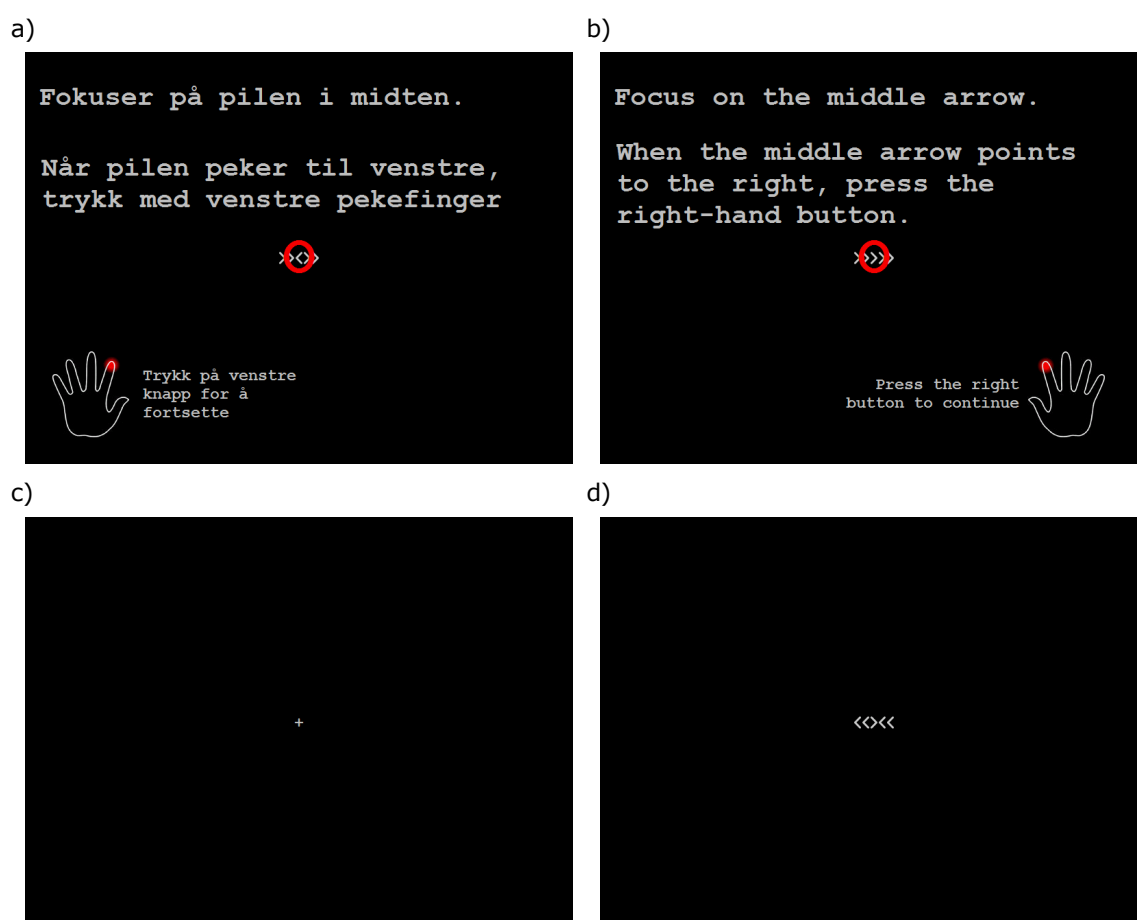 a)
Fokuser på pilen i midten.
Når pilen peker til venstre,
trykk med venstre pekefinger
>><>>
Trykk på venstre
knapp for å
fortsette
b)
Focus on the middle arrow.
When the middle arrow points
to the right, press the
right-hand button.
>>>>>
Press the right
button to continue
c)
+
d)
<<><<